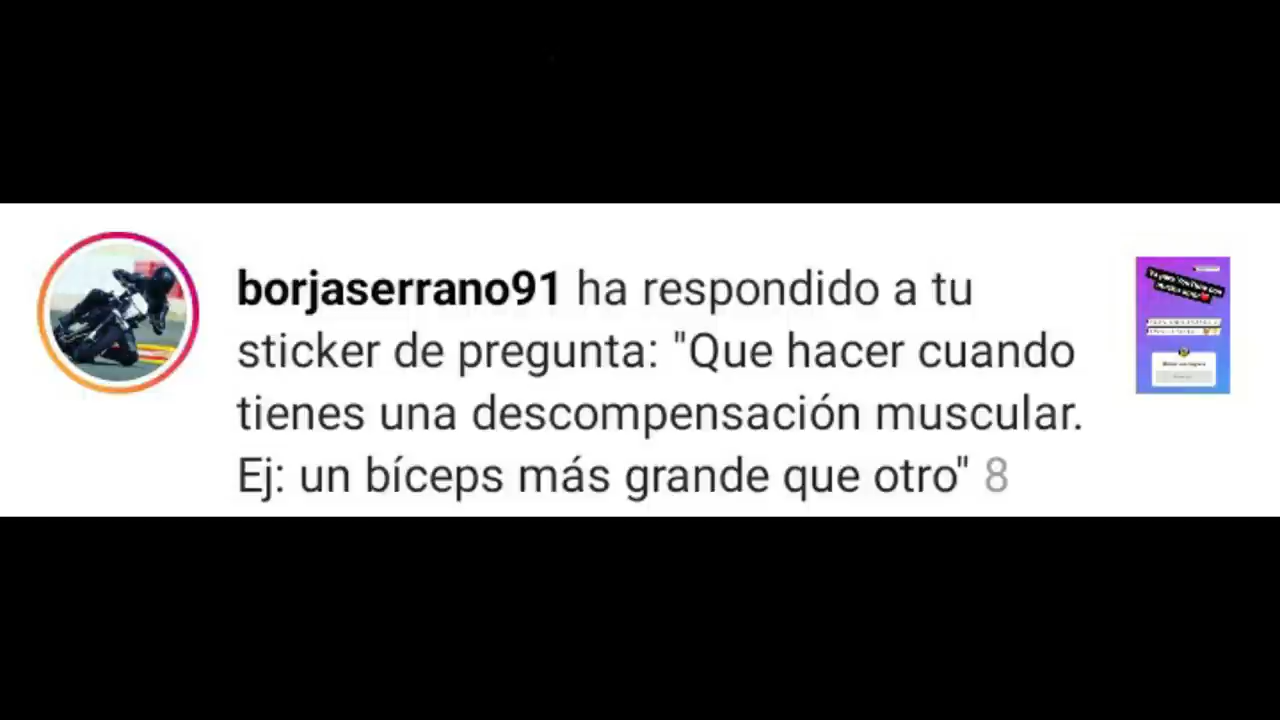 borjaserrano91 ha respondido a tu
sticker de pregunta: "Que hacer cuando
tienes una descompensación muscular.
Ej: un bíceps más grande que otro" 8